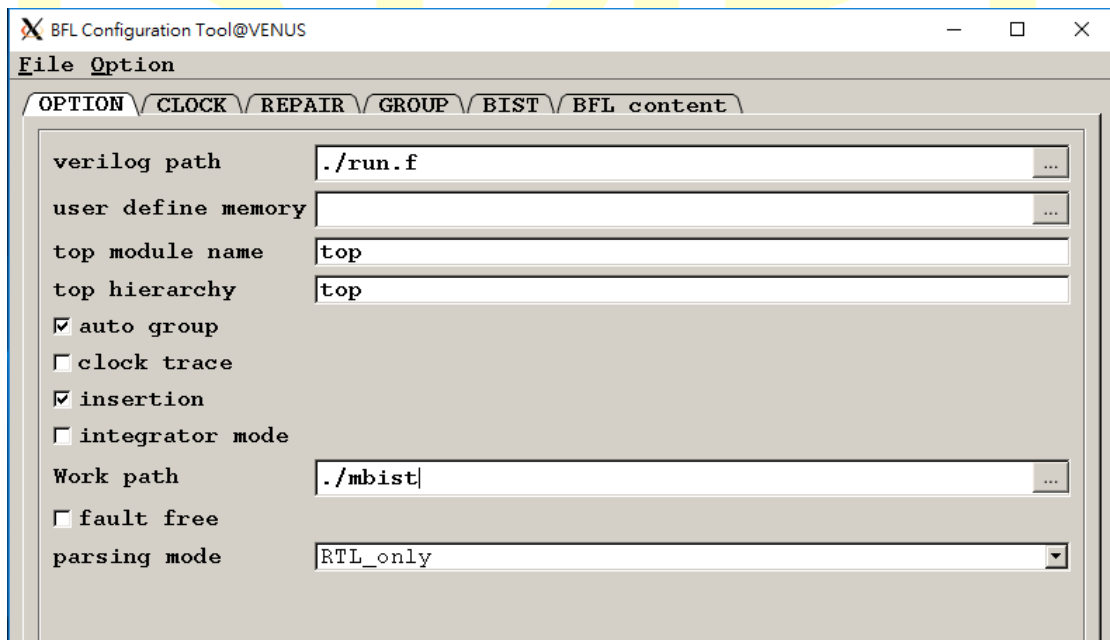 BFL Configuration Tool@VENUS
File Option
OPTION CLOCK REPAIR GROUP BIST BFL content
verilog path ./run.f ...
user define memory ...
top module name top
top hierarchy top
auto group
clock trace
insertion
integrator mode
Work path ./mbist ...
fault free
parsing mode RTL_only